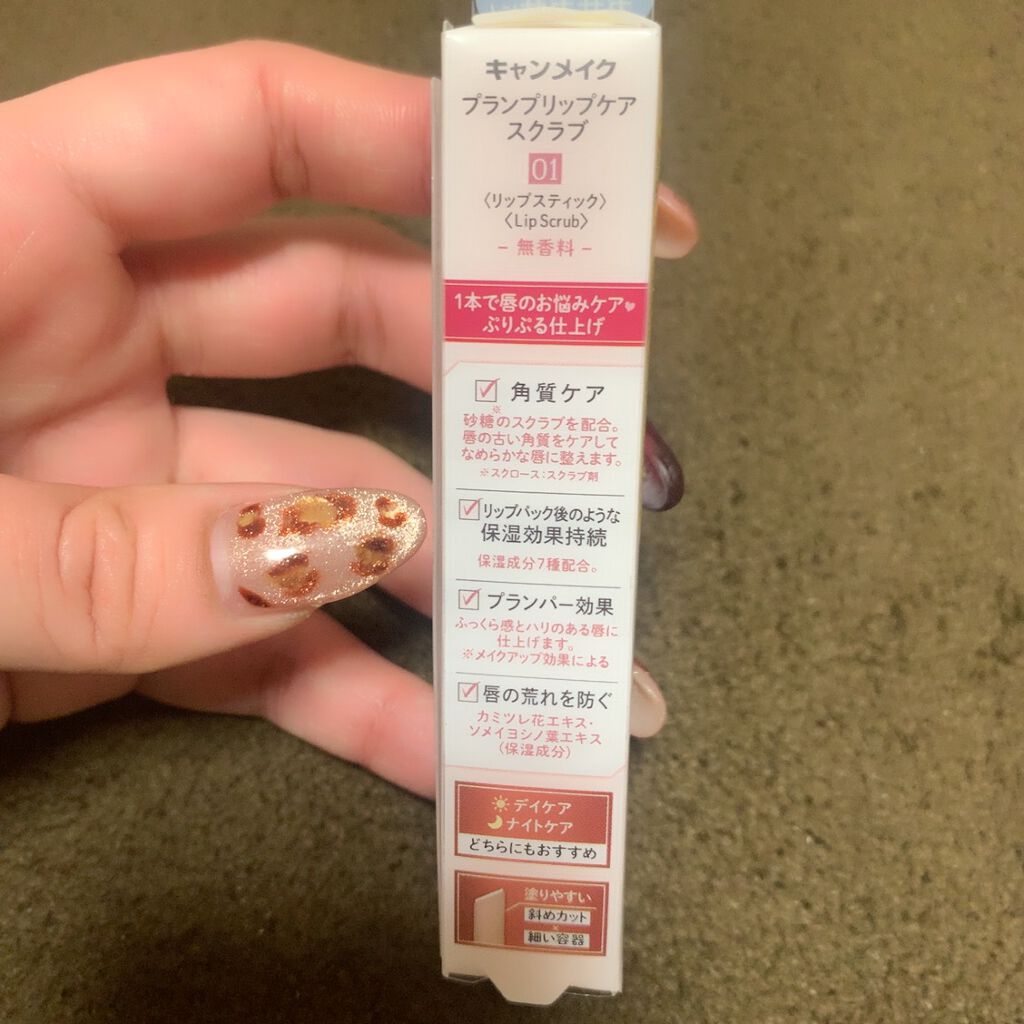 キャンメイク
プランプリップケア
スクラブ
01
〈リップスティック〉
〈Lip Scrub〉
- 無香料 -
1本で唇のお悩みケア♥
ぷりぷる仕上げ
角質ケア
※
砂糖のスクラブを配合。
唇の古い角質をケアして
なめらかな唇に整えます。
※スクロース：スクラブ剤
リップパック後のような
保湿効果持続
保湿成分7種配合。
プランパー効果
ふっくら感とハリのある唇に
仕上げます。
※メイクアップ効果による
唇の荒れを防ぐ
カミツレ花エキス・
ソメイヨシノ葉エキス
（保湿成分）
デイケア
ナイトケア
どちらにもおすすめ
塗りやすい
斜めカット
×
細い容器